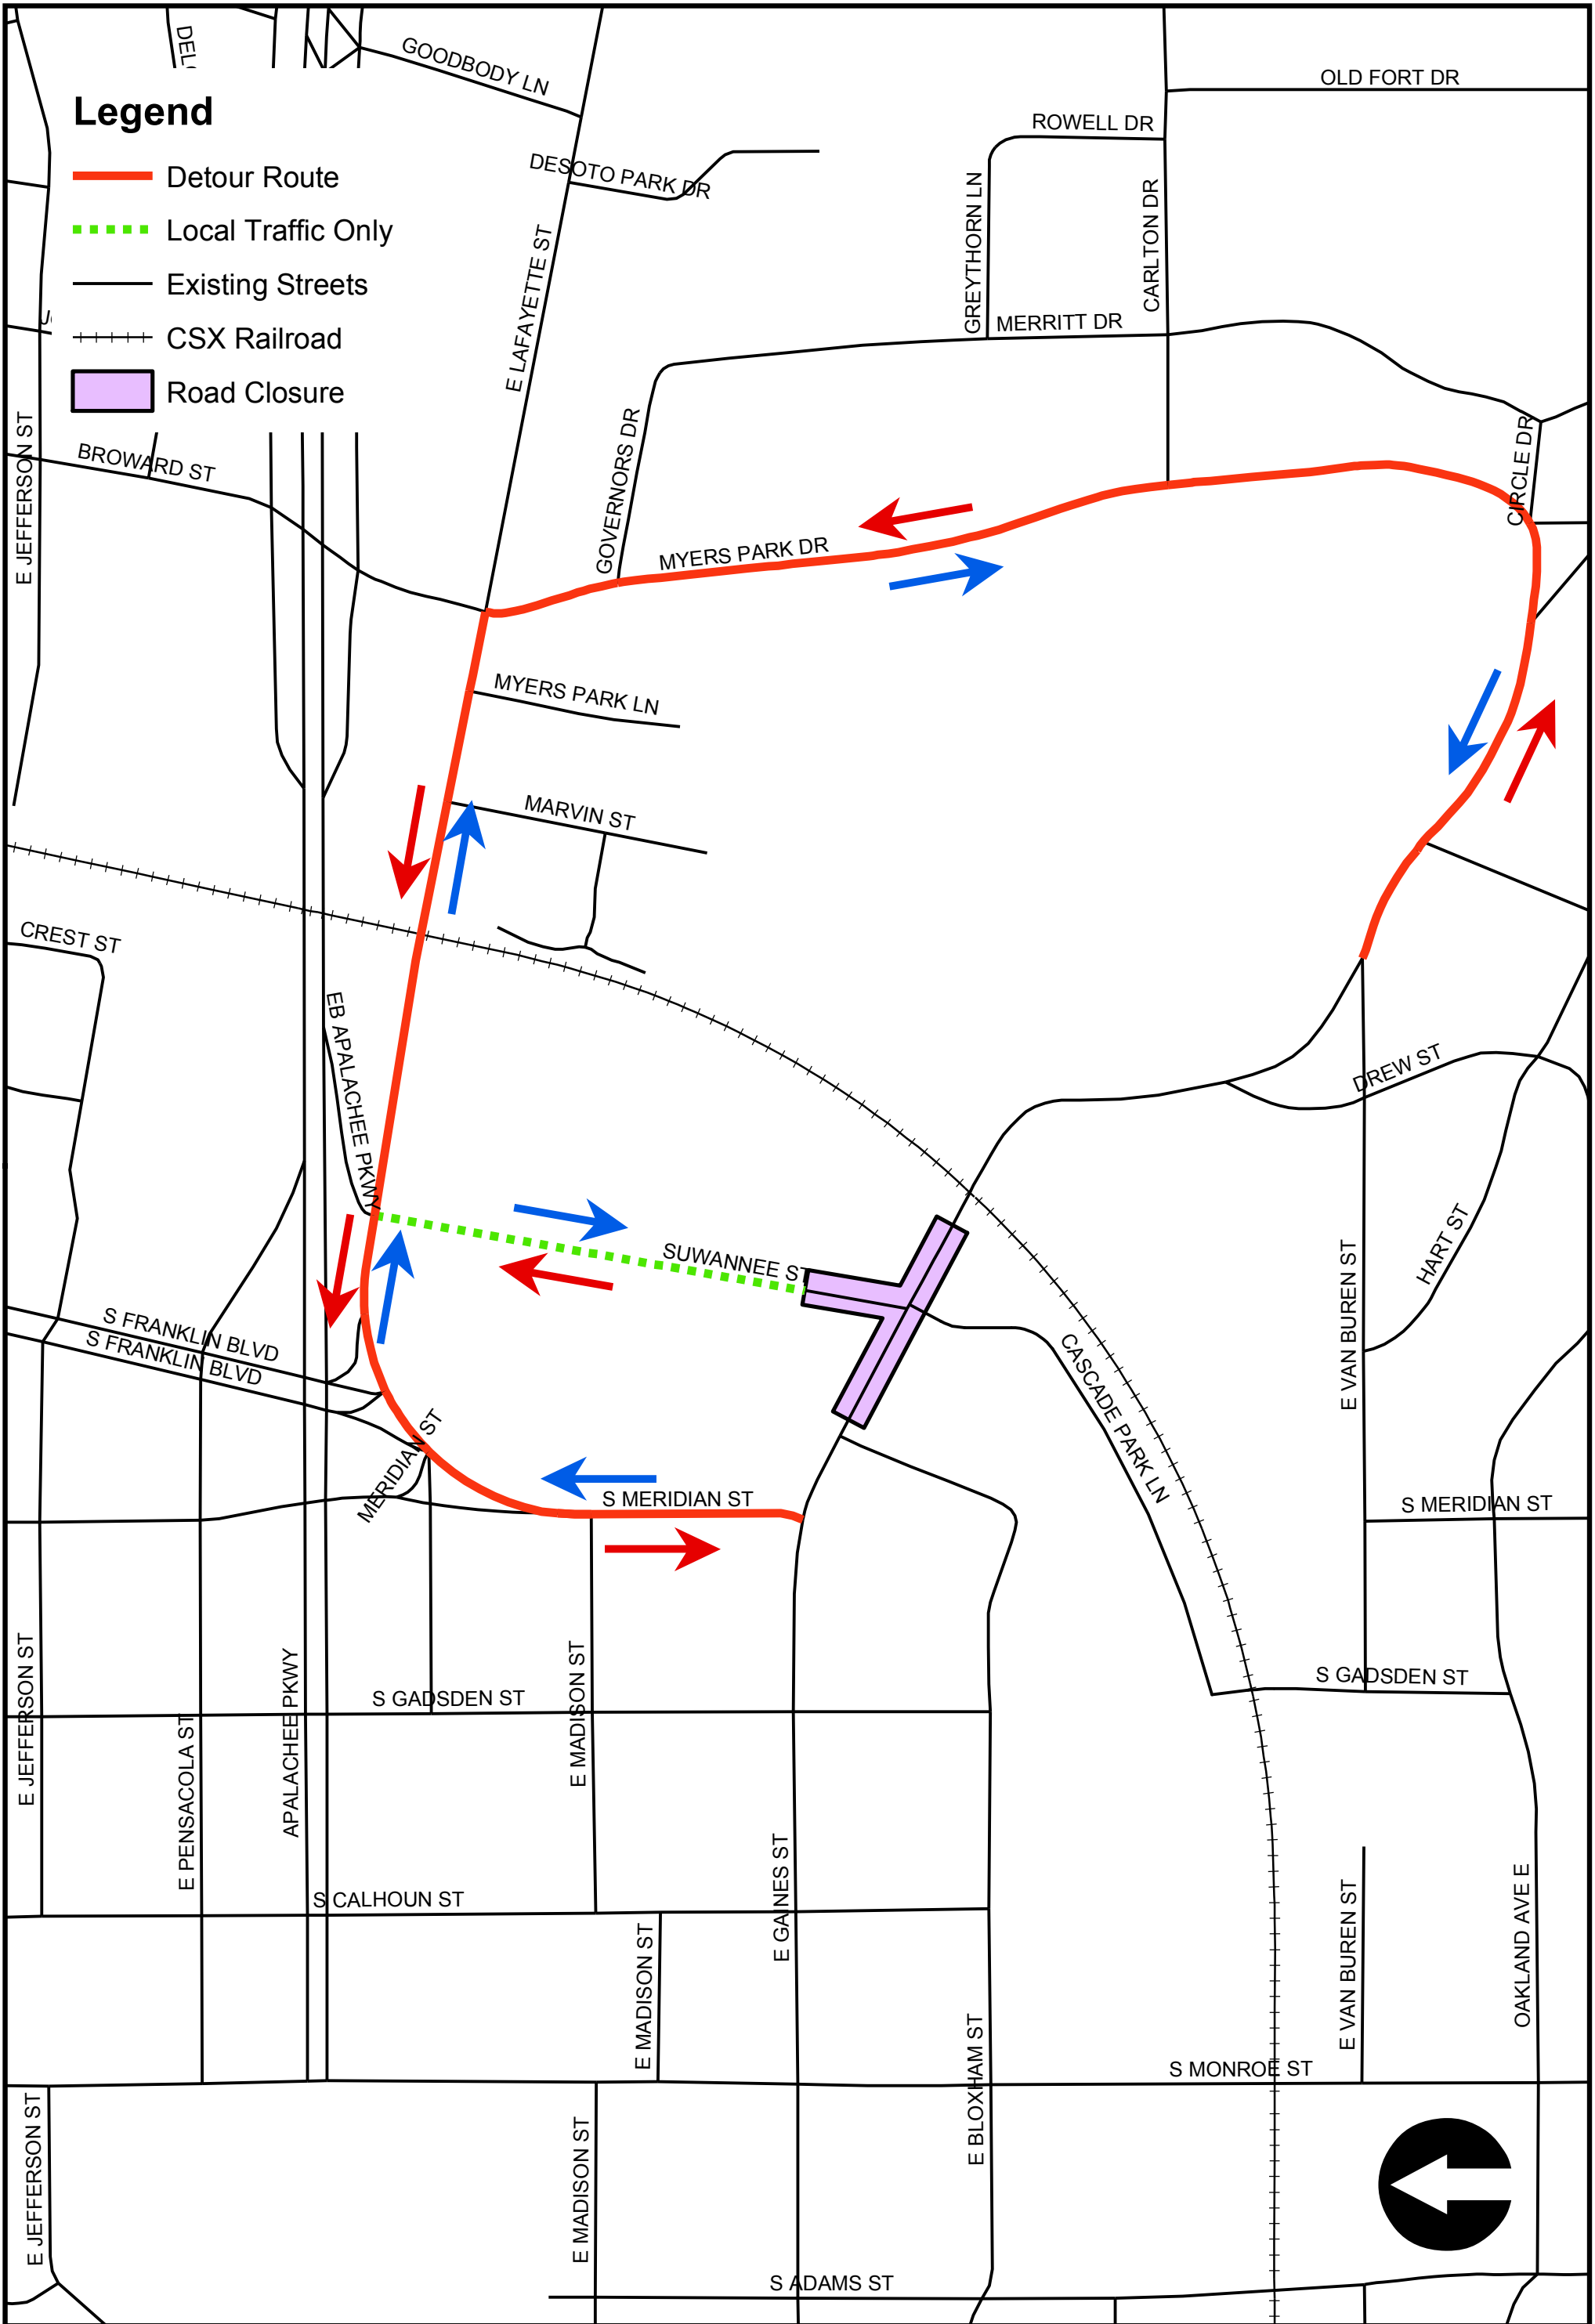 GOODBODY LN
OLD FORT DR
Legend
ROWELL DR
DESOTO PARK DR
Detour Route
Local Traffic Only
Existing Streets
CSX Railroad
Road Closure
E LAFAYETTE ST
GREYTHORN LN
CARLTON DR
MERRITT DR
E JEFFERSON ST
BROWARD ST
GOVERNORS DR
CIRCLE DR
MYERS PARK DR
MYERS PARK LN
MARVIN ST
CREST ST
EB APALACHEE PKWY
DREW ST
SUWANNEE ST
HART ST
E VAN BUREN ST
S FRANKLIN BLVD
S FRANKLIN BLVD
CASCADE PARK LN
MERIDIAN ST
S MERIDIAN ST
S MERIDIAN ST
E JEFFERSON ST
E PENSACOLA ST
APALACHEE PKWY
S GADSDEN ST
E MADISON ST
S GADSDEN ST
S CALHOUN ST
E GAINES ST
E MADISON ST
E VAN BUREN ST
OAKLAND AVE E
S MONROE ST
E BLOXHAM ST
E JEFFERSON ST
E MADISON ST
S ADAMS ST